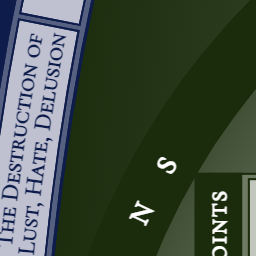 THE DESTRUCTION OF
LUST, HATE, DELUSION
N S
OINTS